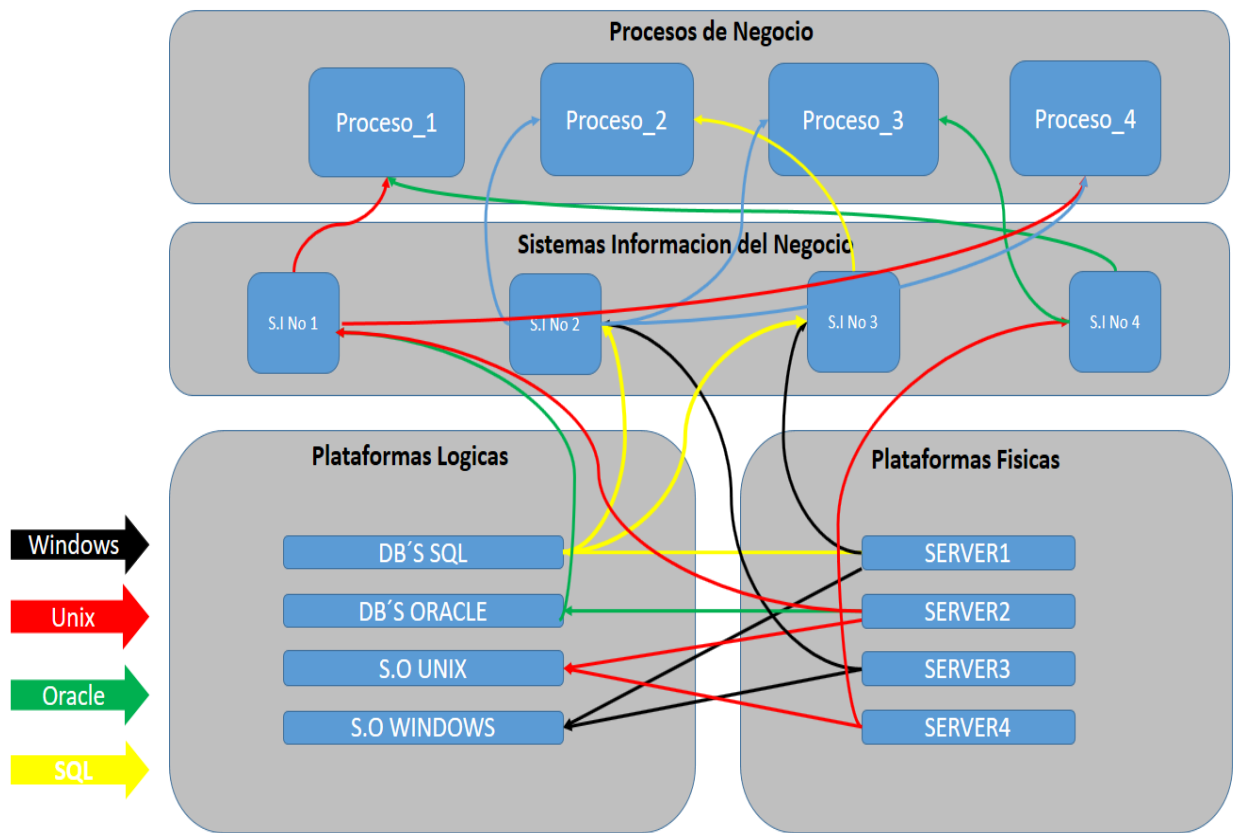 Procesos de Negocio
Proceso_1
Proceso_2
Proceso_3
Proceso_4
Sistemas Informacion del Negocio
S.I No 1
S.I No 2
S.I No 3
S.I No 4
Plataformas Logicas
DB´S SQL
DB´S ORACLE
S.O UNIX
S.O WINDOWS
Plataformas Fisicas
SERVER1
SERVER2
SERVER3
SERVER4
Windows
Unix
Oracle
SQL